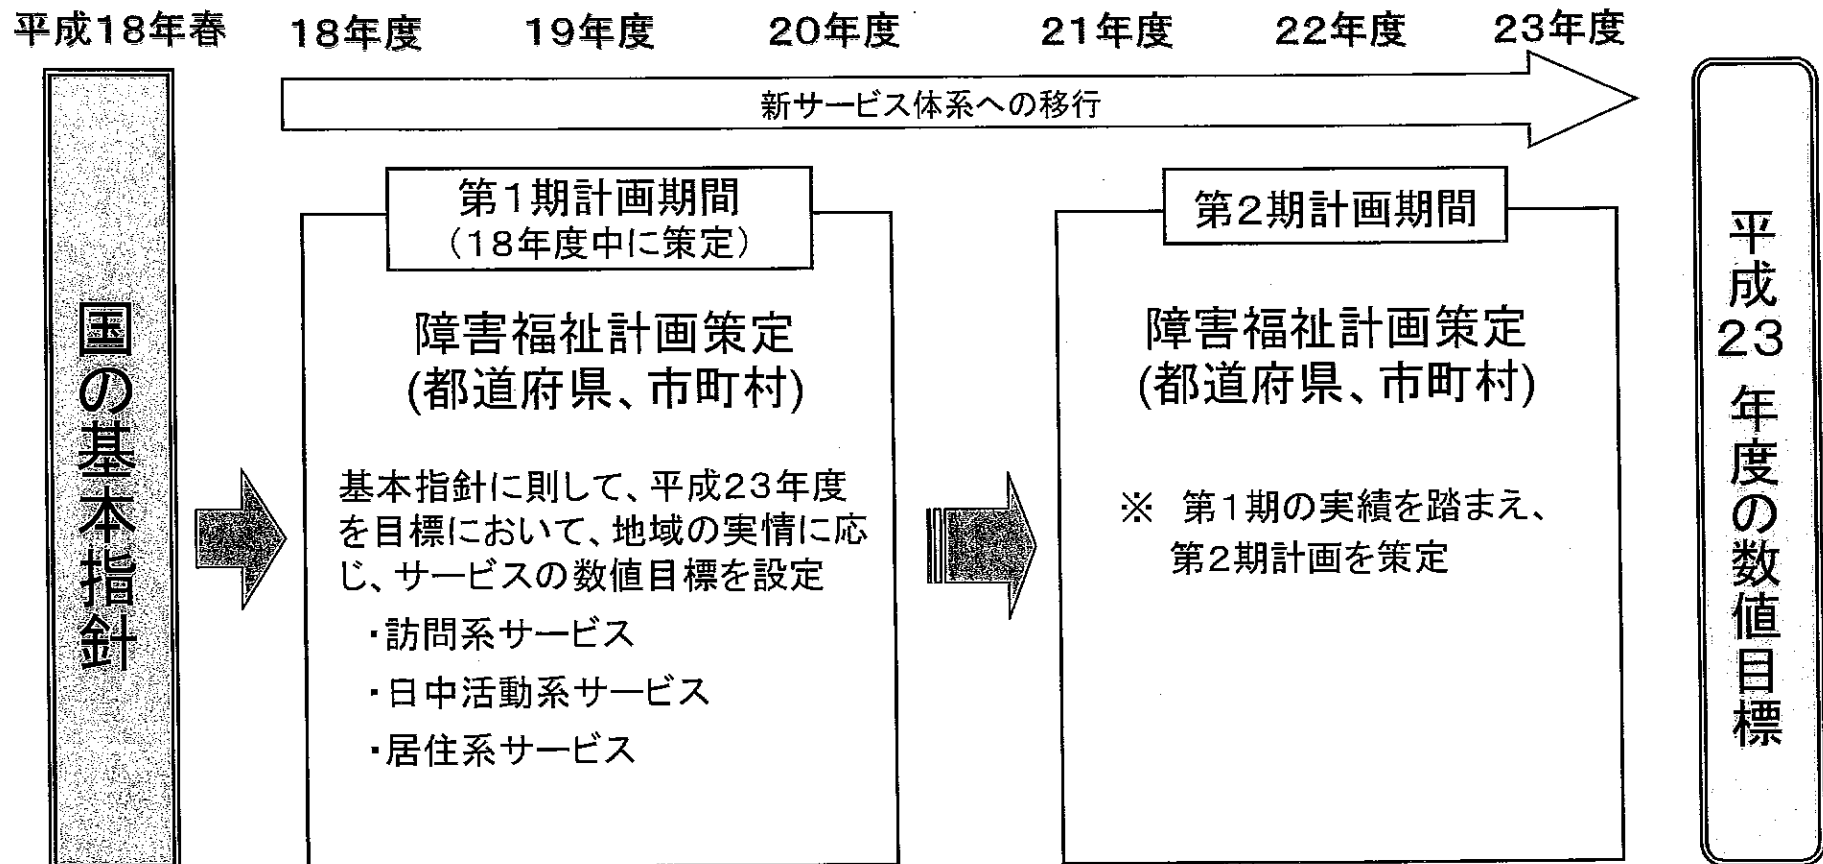 平成18年春 18年度 19年度 20年度 21年度 22年度 23年度
新サービス体系への移行
国の基本指針
第1期計画期間
(18年度中に策定)
障害福祉計画策定
(都道府県、市町村)
基本指針に則して、平成23年度
を目標において、地域の実情に応
じ、サービスの数値目標を設定
・訪問系サービス
・日中活動系サービス
・居住系サービス
第2期計画期間
障害福祉計画策定
(都道府県、市町村)
※ 第1期の実績を踏まえ、
第2期計画を策定
平成23年度の数値目標